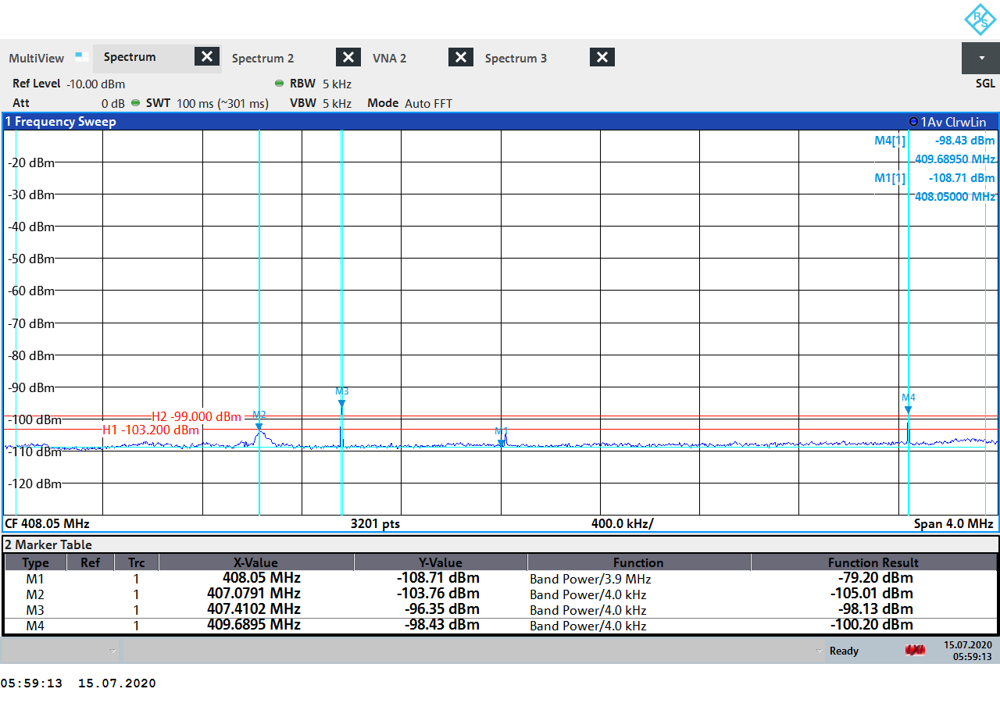 R&S
MultiView Spectrum Spectrum 2 VNA 2 Spectrum 3
Ref Level -10.00 dBm RBW 5 kHz SGL
Att 0 dB SWT 100 ms (~301 ms) VBW 5 kHz Mode Auto FFT
1 Frequency Sweep 1Av ClrwLin
M4[1] -98.43 dBm
409.68950 MHz
M1[1] -108.71 dBm
408.05000 MHz
-20 dBm
-30 dBm
-40 dBm
-50 dBm
-60 dBm
-70 dBm
-80 dBm
-90 dBm
M3
M4
H2 -99.000 dBm M2
-100 dBm
H1 -103.200 dBm M1
-110 dBm
-120 dBm
CF 408.05 MHz 3201 pts 400.0 kHz/ Span 4.0 MHz
2 Marker Table
Type Ref Trc X-Value Y-Value Function Function Result
M1 1 408.05 MHz -108.71 dBm Band Power/3.9 MHz -79.20 dBm
M2 1 407.0791 MHz -103.76 dBm Band Power/4.0 kHz -105.01 dBm
M3 1 407.4102 MHz -96.35 dBm Band Power/4.0 kHz -98.13 dBm
M4 1 409.6895 MHz -98.43 dBm Band Power/4.0 kHz -100.20 dBm
Ready LXI 15.07.2020
05:59:13
05:59:13 15.07.2020